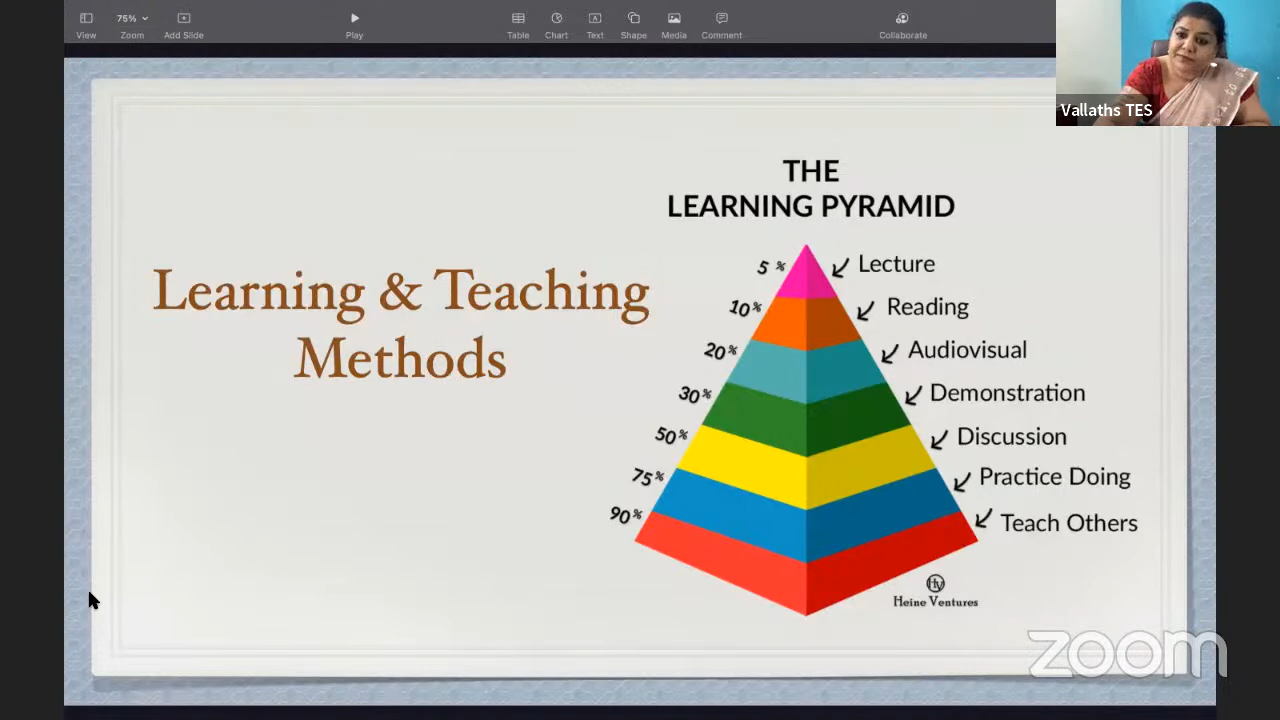 View
75%
Zoom
Add Slide
Play
Table
Chart
Text
Shape
Media
Comment
Collaborate
Vallaths TES
Learning & Teaching
Methods
THE
LEARNING PYRAMID
5 % Lecture
10% Reading
20% Audiovisual
30% Demonstration
50% Discussion
75% Practice Doing
90% Teach Others
HV
Heine Ventures
zoom